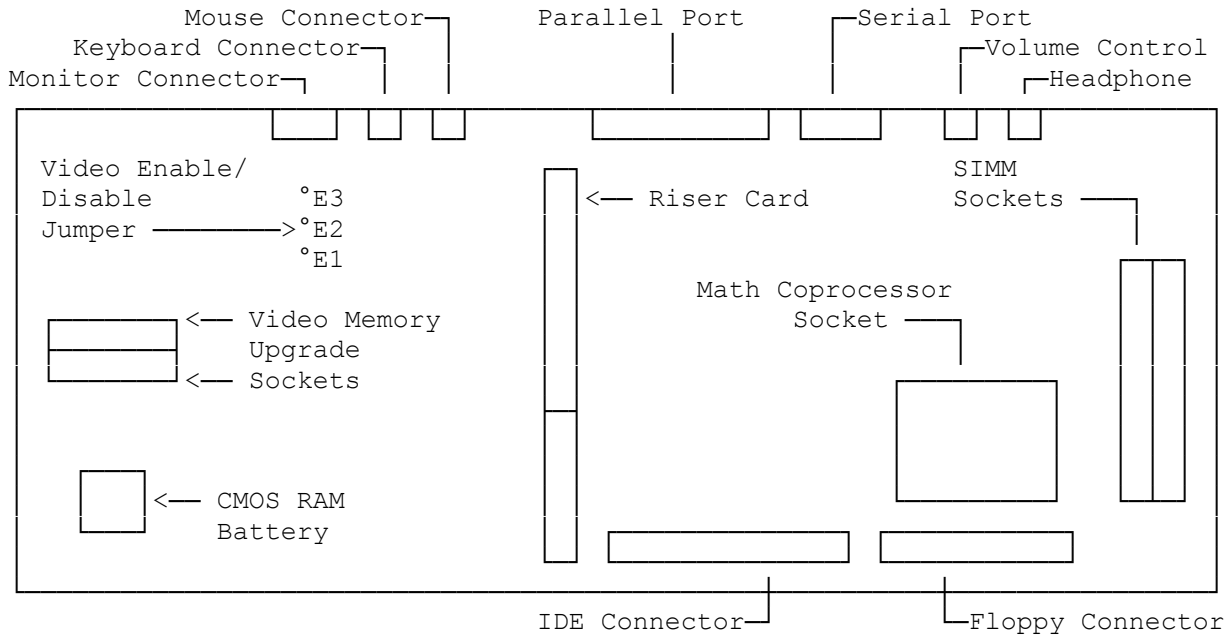 Mouse Connector
Parallel Port
Serial Port
Keyboard Connector
Volume Control
Monitor Connector
Headphone
Video Enable/
Disable
Jumper
°E3
°E2
°E1
Riser Card
SIMM
Sockets
Math Coprocessor
Socket
Video Memory
Upgrade
Sockets
CMOS RAM
Battery
IDE Connector
Floppy Connector